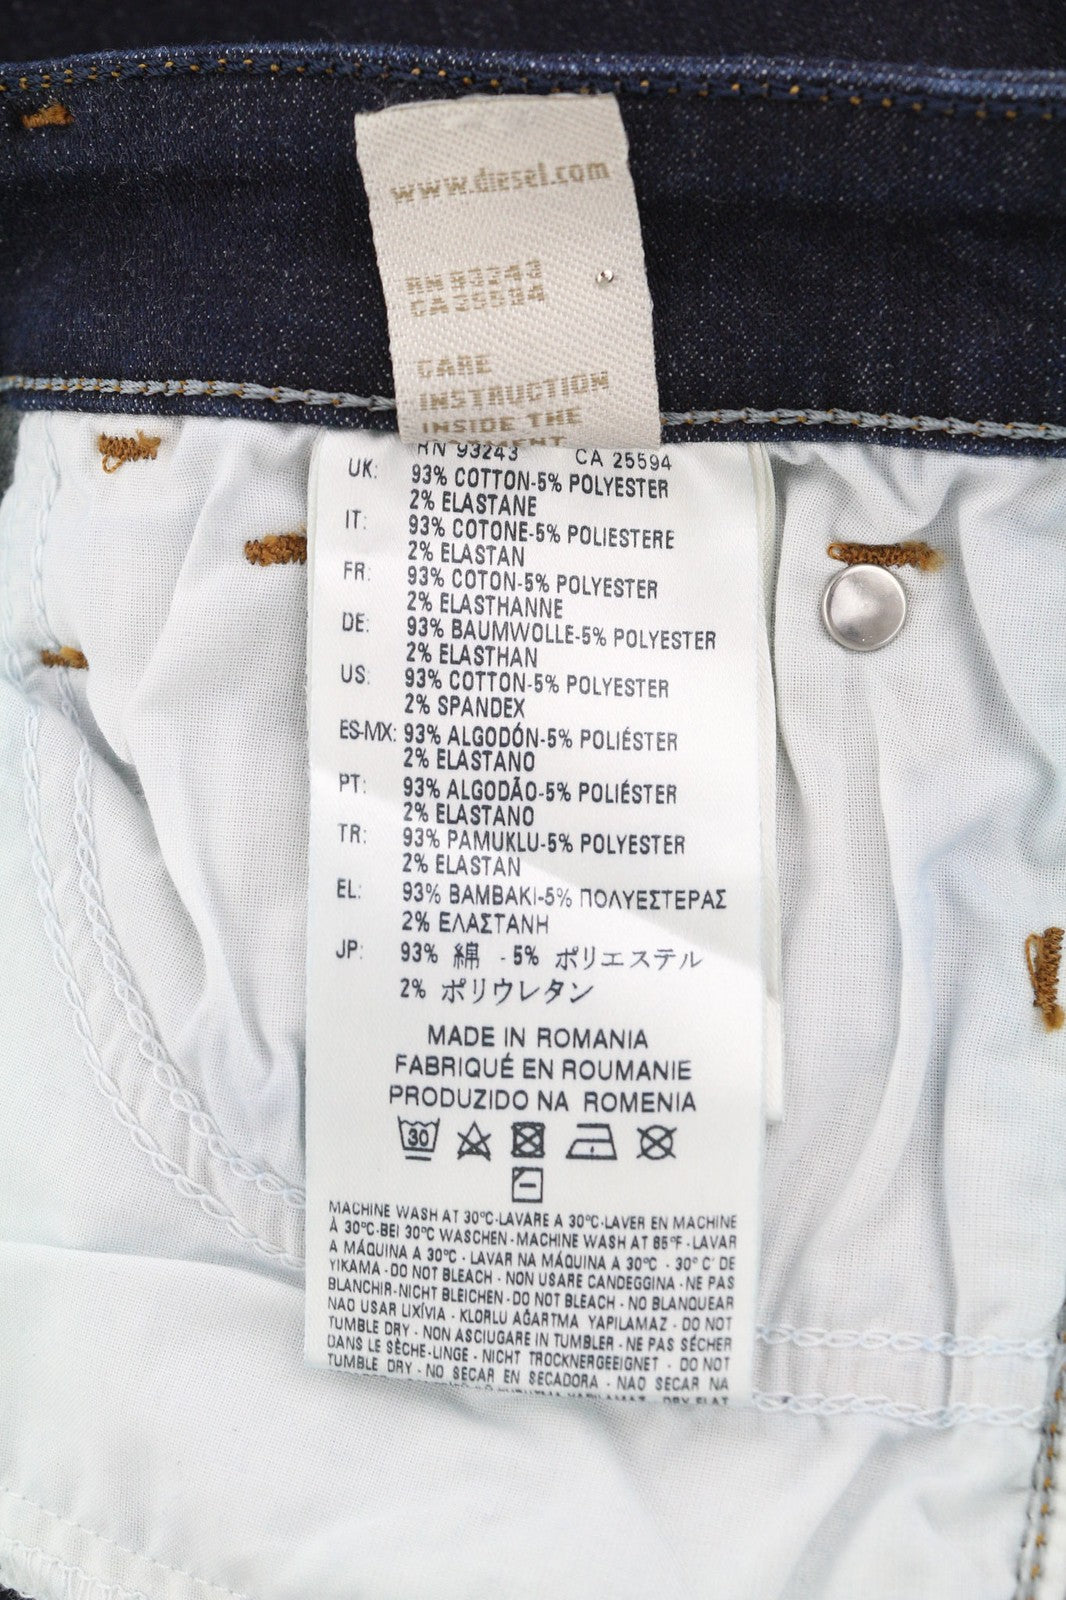 www.diesel.com
RN 93243
CA 25594
CARE
INSTRUCTION
INSIDE THE
GARMENT
RN 93243 CA 25594
UK: 93% COTTON-5% POLYESTER
2% ELASTANE
IT: 93% COTONE-5% POLIESTERE
2% ELASTAN
FR: 93% COTON-5% POLYESTER
2% ELASTHANNE
DE: 93% BAUMWOLLE-5% POLYESTER
2% ELASTHAN
US: 93% COTTON-5% POLYESTER
2% SPANDEX
ES-MX: 93% ALGODÓN-5% POLIÉSTER
2% ELASTANO
PT: 93% ALGODÃO-5% POLIÉSTER
2% ELASTANO
TR: 93% PAMUKLU-5% POLYESTER
2% ELASTAN
EL: 93% BAMBAKI-5% ΠΟΛΥΕΣΤΕΡΑΣ
2% ΕΛΑΣΤΑΝΗ
JP: 93% 綿 - 5% ポリエステル
2% ポリウレタン
MADE IN ROMANIA
FABRIQUÉ EN ROUMANIE
PRODUZIDO NA ROMENIA
30
MACHINE WASH AT 30°C-LAVARE A 30°C-LAVER EN MACHINE
À 30°C-BEI 30°C WASCHEN-MACHINE WASH AT 85°F-LAVAR
A MÁQUINA A 30°C - LAVAR NA MÁQUINA A 30°C - 30° C' DE
YIKAMA - DO NOT BLEACH - NON USARE CANDEGGINA - NE PAS
BLANCHIR-NICHT BLEICHEN-DO NOT BLEACH - NO BLANQUEAR
NAO USAR LIXÍVIA - KLORLU AĞARTMA YAPILAMAZ - DO NOT
TUMBLE DRY - NON ASCIUGARE IN TUMBLER - NE PAS SÉCHER
DANS LE SÈCHE-LINGE - NICHT TROCKNERGEEIGNET - DO NOT
TUMBLE DRY - NO SECAR EN SECADORA - NAO SECAR NA
KURUTMA YAPILAMAZ - DRY FLAT